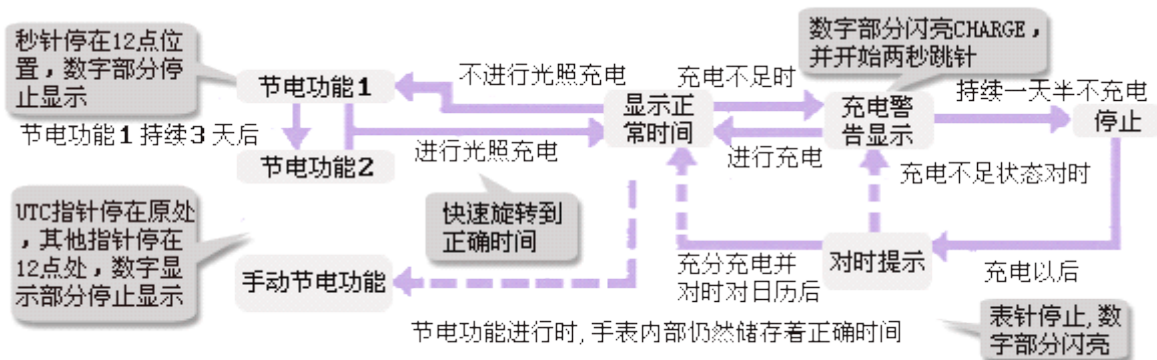 秒针停在12点位
置，数字部分停
止显示
节电功能1
不进行光照充电
显示正
常时间
充电不足时
数字部分闪亮CHARGE，
并开始两秒跳针
充电警
告显示
持续一天半不充电
停止
节电功能1 持续3 天后
节电功能2
进行光照充电
进行充电
充电不足状态对时
UTC指针停在原处
，其他指针停在
12点处，数字显
示部分停止显示
快速旋转到
正确时间
手动节电功能
充分充电并
对时对日历后
对时提示
充电以后
节电功能进行时, 手表内部仍然储存着正确时间
表针停止, 数
字部分闪亮